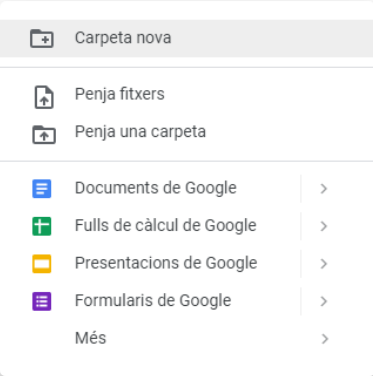 Carpeta nova
Penja fitxers
Penja una carpeta
Documents de Google
Fulls de càlcul de Google
Presentacions de Google
Formularis de Google
Més